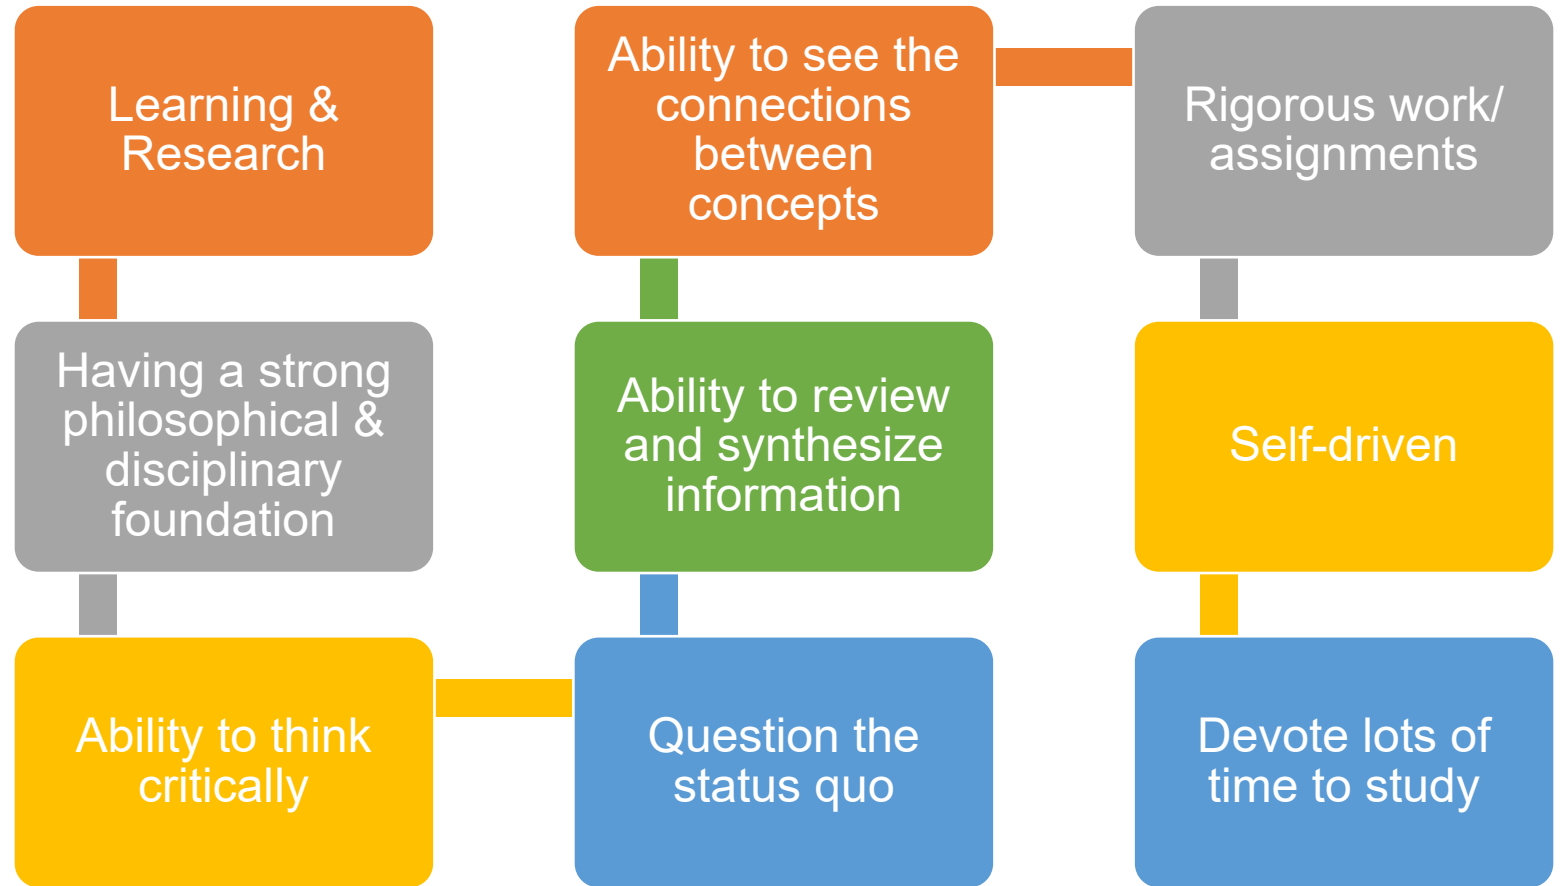 Learning &
Research
Having a strong
philosophical &
disciplinary
foundation
Ability to think
critically
Question the
status quo
Ability to review
and synthesize
information
Ability to see the
connections
between
concepts
Rigorous work/
assignments
Self-driven
Devote lots of
time to study